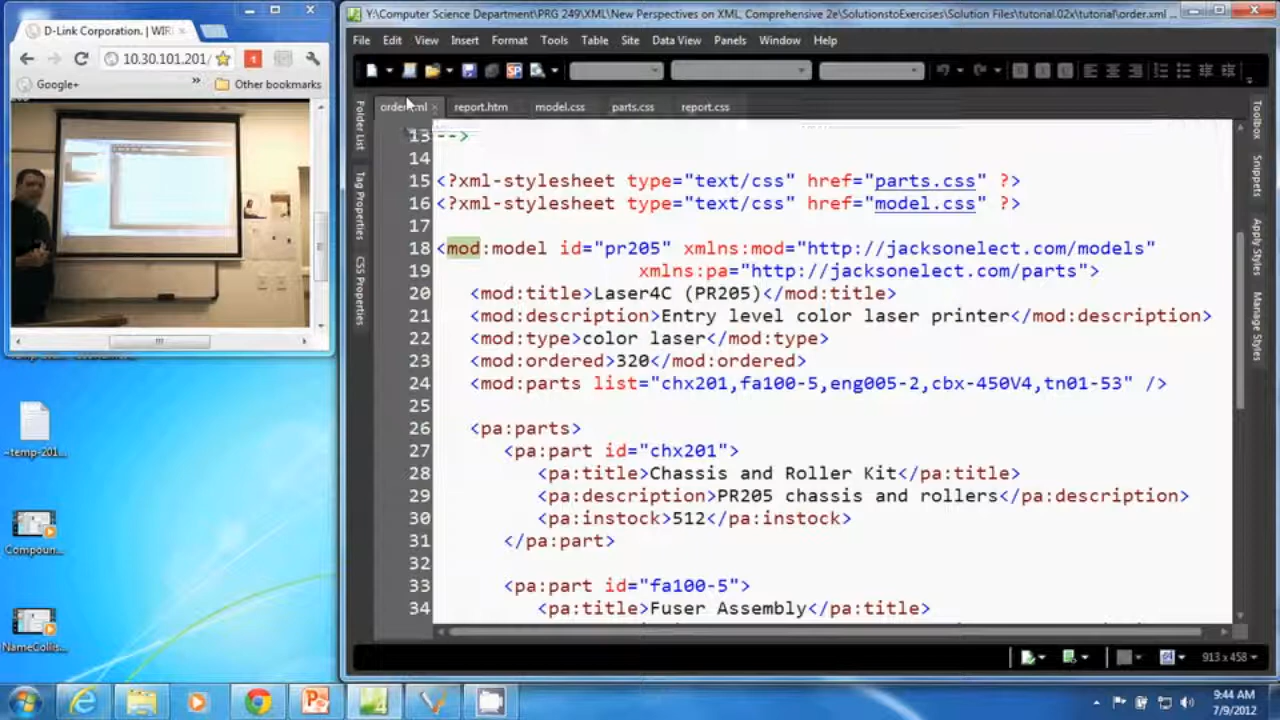 Y:\Computer Science Department\PRG 249\XML\New Perspectives on XML, Comprehensive 2e\SolutionstoExercises\Solution Files\tutorial.02x\tutorial\order.xml ...
D-Link Corporation. | WIR
10.30.101.201/
Google+
»
Other bookmarks
File Edit View Insert Format Tools Table Site Data View Panels Window Help
order.xml report.htm model.css parts.css report.css
Folder List
Tag Properties
CSS Properties
Toolbox
Snippets
Apply Styles
Manage Styles
13 -->
14
15 <?xml-stylesheet type="text/css" href="parts.css" ?>
16 <?xml-stylesheet type="text/css" href="model.css" ?>
17
18 <mod:model id="pr205" xmlns:mod="http://jacksonelect.com/models"
19 xmlns:pa="http://jacksonelect.com/parts">
20 <mod:title>Laser4C (PR205)</mod:title>
21 <mod:description>Entry level color laser printer</mod:description>
22 <mod:type>color laser</mod:type>
23 <mod:ordered>320</mod:ordered>
24 <mod:parts list="chx201,fa100-5,eng005-2,cbx-450V4,tn01-53" />
25
26 <pa:parts>
27 <pa:part id="chx201">
28 <pa:title>Chassis and Roller Kit</pa:title>
29 <pa:description>PR205 chassis and rollers</pa:description>
30 <pa:instock>512</pa:instock>
31 </pa:part>
32
33 <pa:part id="fa100-5">
34 <pa:title>Fuser Assembly</pa:title>
913 x 458
~temp-201...
Compoun...
NameCollis...
9:44 AM
7/9/2012